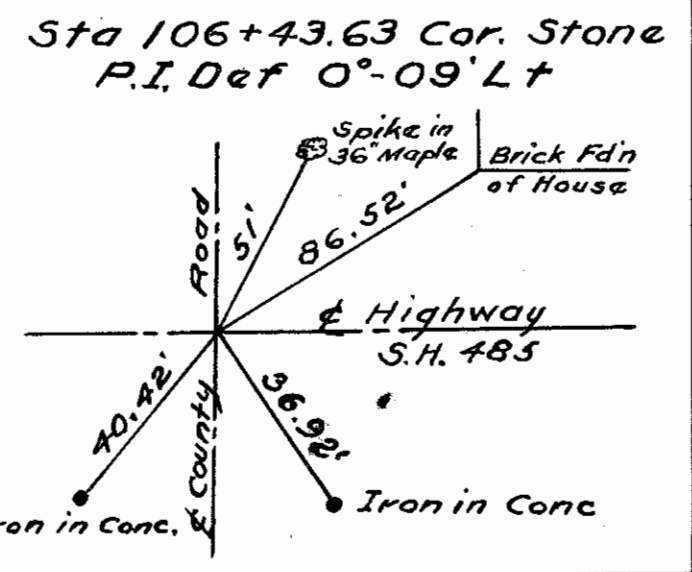 Sta 106+43.63 Cor. Stone
P.I. Def 0°-09' Lt
Spike in
36" Maple
Brick Fd'n
of House
51'
86.52'
℄ County Road
℄ Highway
S.H. 485
40.42'
36.92'
Iron in Conc
ron in Conc.